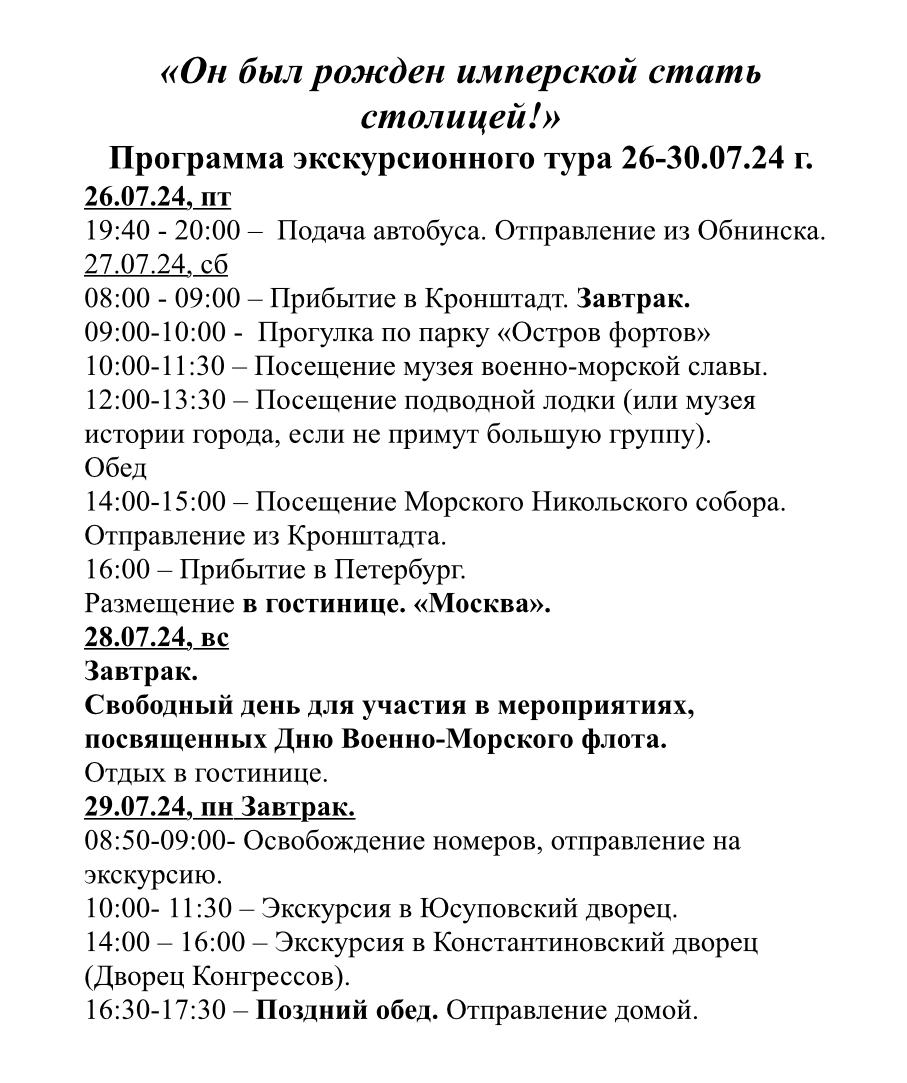 «Он был рожден имперской стать
столицей!»
Программа экскурсионного тура 26-30.07.24 г.
26.07.24, пт
19:40 - 20:00 – Подача автобуса. Отправление из Обнинска.
27.07.24, сб
08:00 - 09:00 – Прибытие в Кронштадт. Завтрак.
09:00-10:00 - Прогулка по парку «Остров фортов»
10:00-11:30 – Посещение музея военно-морской славы.
12:00-13:30 – Посещение подводной лодки (или музея
истории города, если не примут большую группу).
Обед
14:00-15:00 – Посещение Морского Никольского собора.
Отправление из Кронштадта.
16:00 – Прибытие в Петербург.
Размещение в гостинице. «Москва».
28.07.24, вс
Завтрак.
Свободный день для участия в мероприятиях,
посвященных Дню Военно-Морского флота.
Отдых в гостинице.
29.07.24, пн Завтрак.
08:50-09:00- Освобождение номеров, отправление на
экскурсию.
10:00- 11:30 – Экскурсия в Юсуповский дворец.
14:00 – 16:00 – Экскурсия в Константиновский дворец
(Дворец Конгрессов).
16:30-17:30 – Поздний обед. Отправление домой.